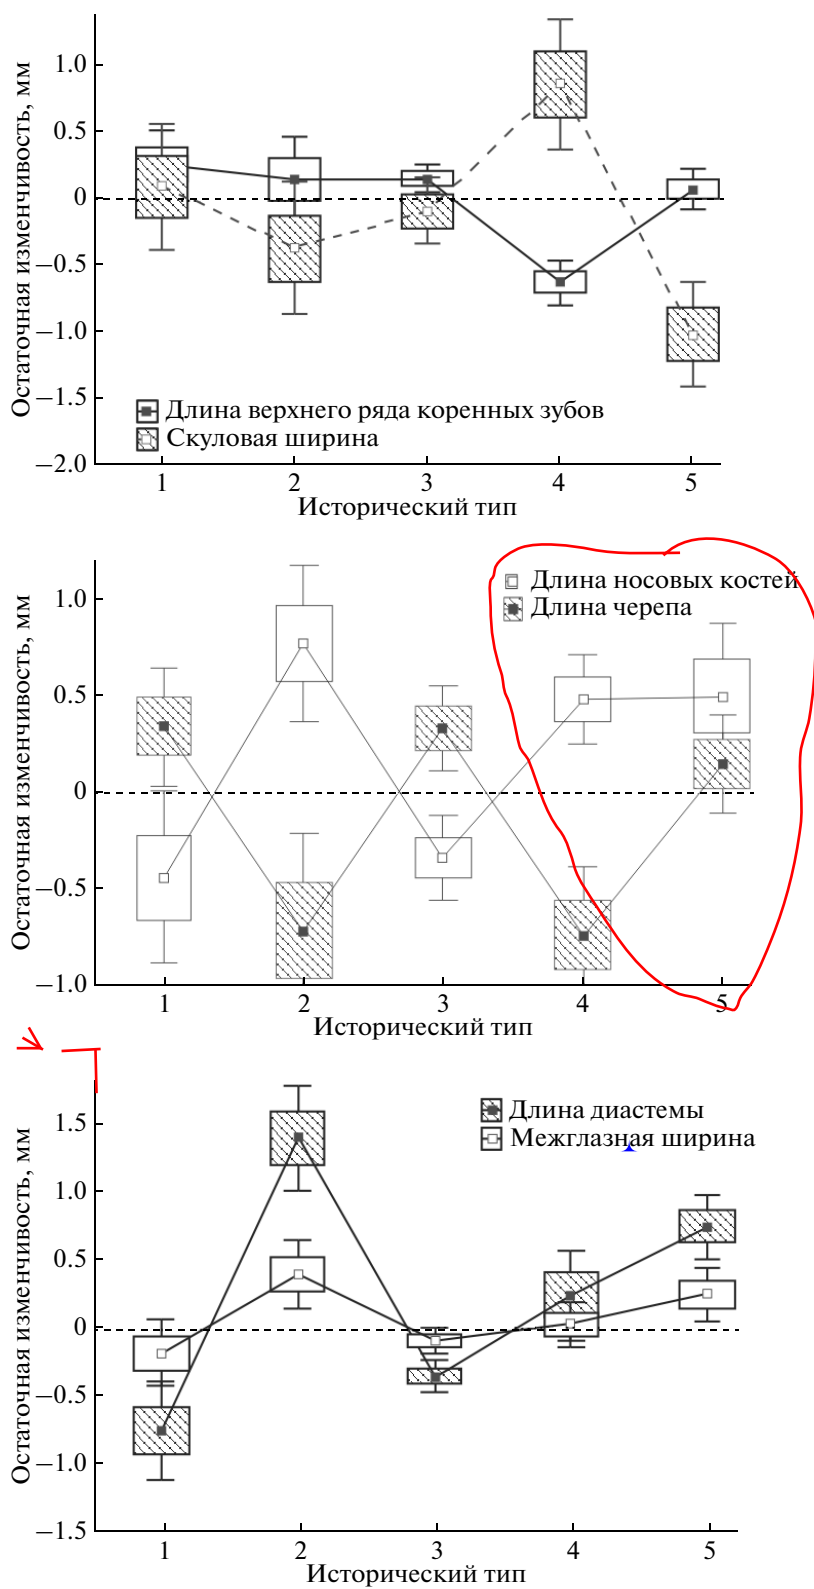 Остаточная изменчивость, мм
1.0
0.5
0
−0.5
−1.0
−1.5
−2.0
Длина верхнего ряда коренных зубов
Скуловая ширина
1 2 3 4 5
Исторический тип
Остаточная изменчивость, мм
1.0
0.5
0
−0.5
−1.0
Длина носовых костей
Длина черепа
1 2 3 4 5
Исторический тип
Остаточная изменчивость, мм
1.5
1.0
0.5
0
−0.5
−1.0
−1.5
Длина диастемы
Межглазная ширина
1 2 3 4 5
Исторический тип